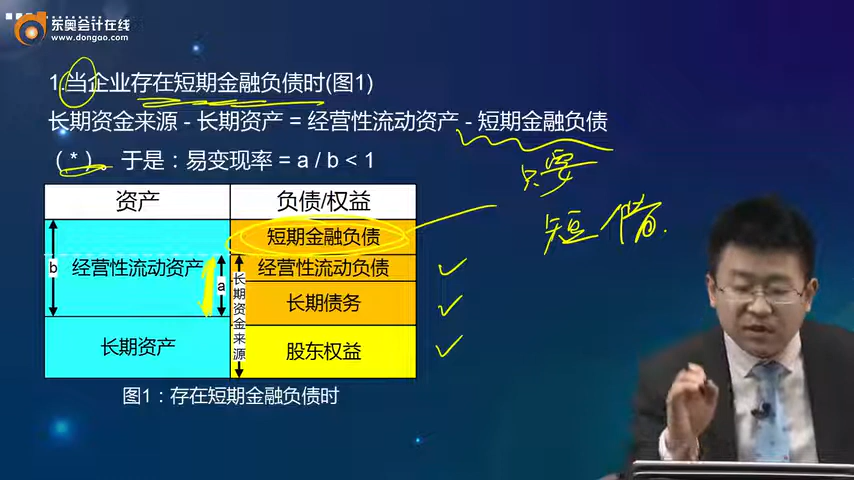 东奥会计在线
www.dongao.com
1.当企业存在短期金融负债时(图1)
长期资金来源 - 长期资产 = 经营性流动资产 - 短期金融负债
（*）。于是：易变现率 = a / b < 1
只要
短借.
资产 负债/权益
短期金融负债
b 经营性流动资产 a 经营性流动负债
长期资金来源
长期债务
长期资产 股东权益
图1：存在短期金融负债时